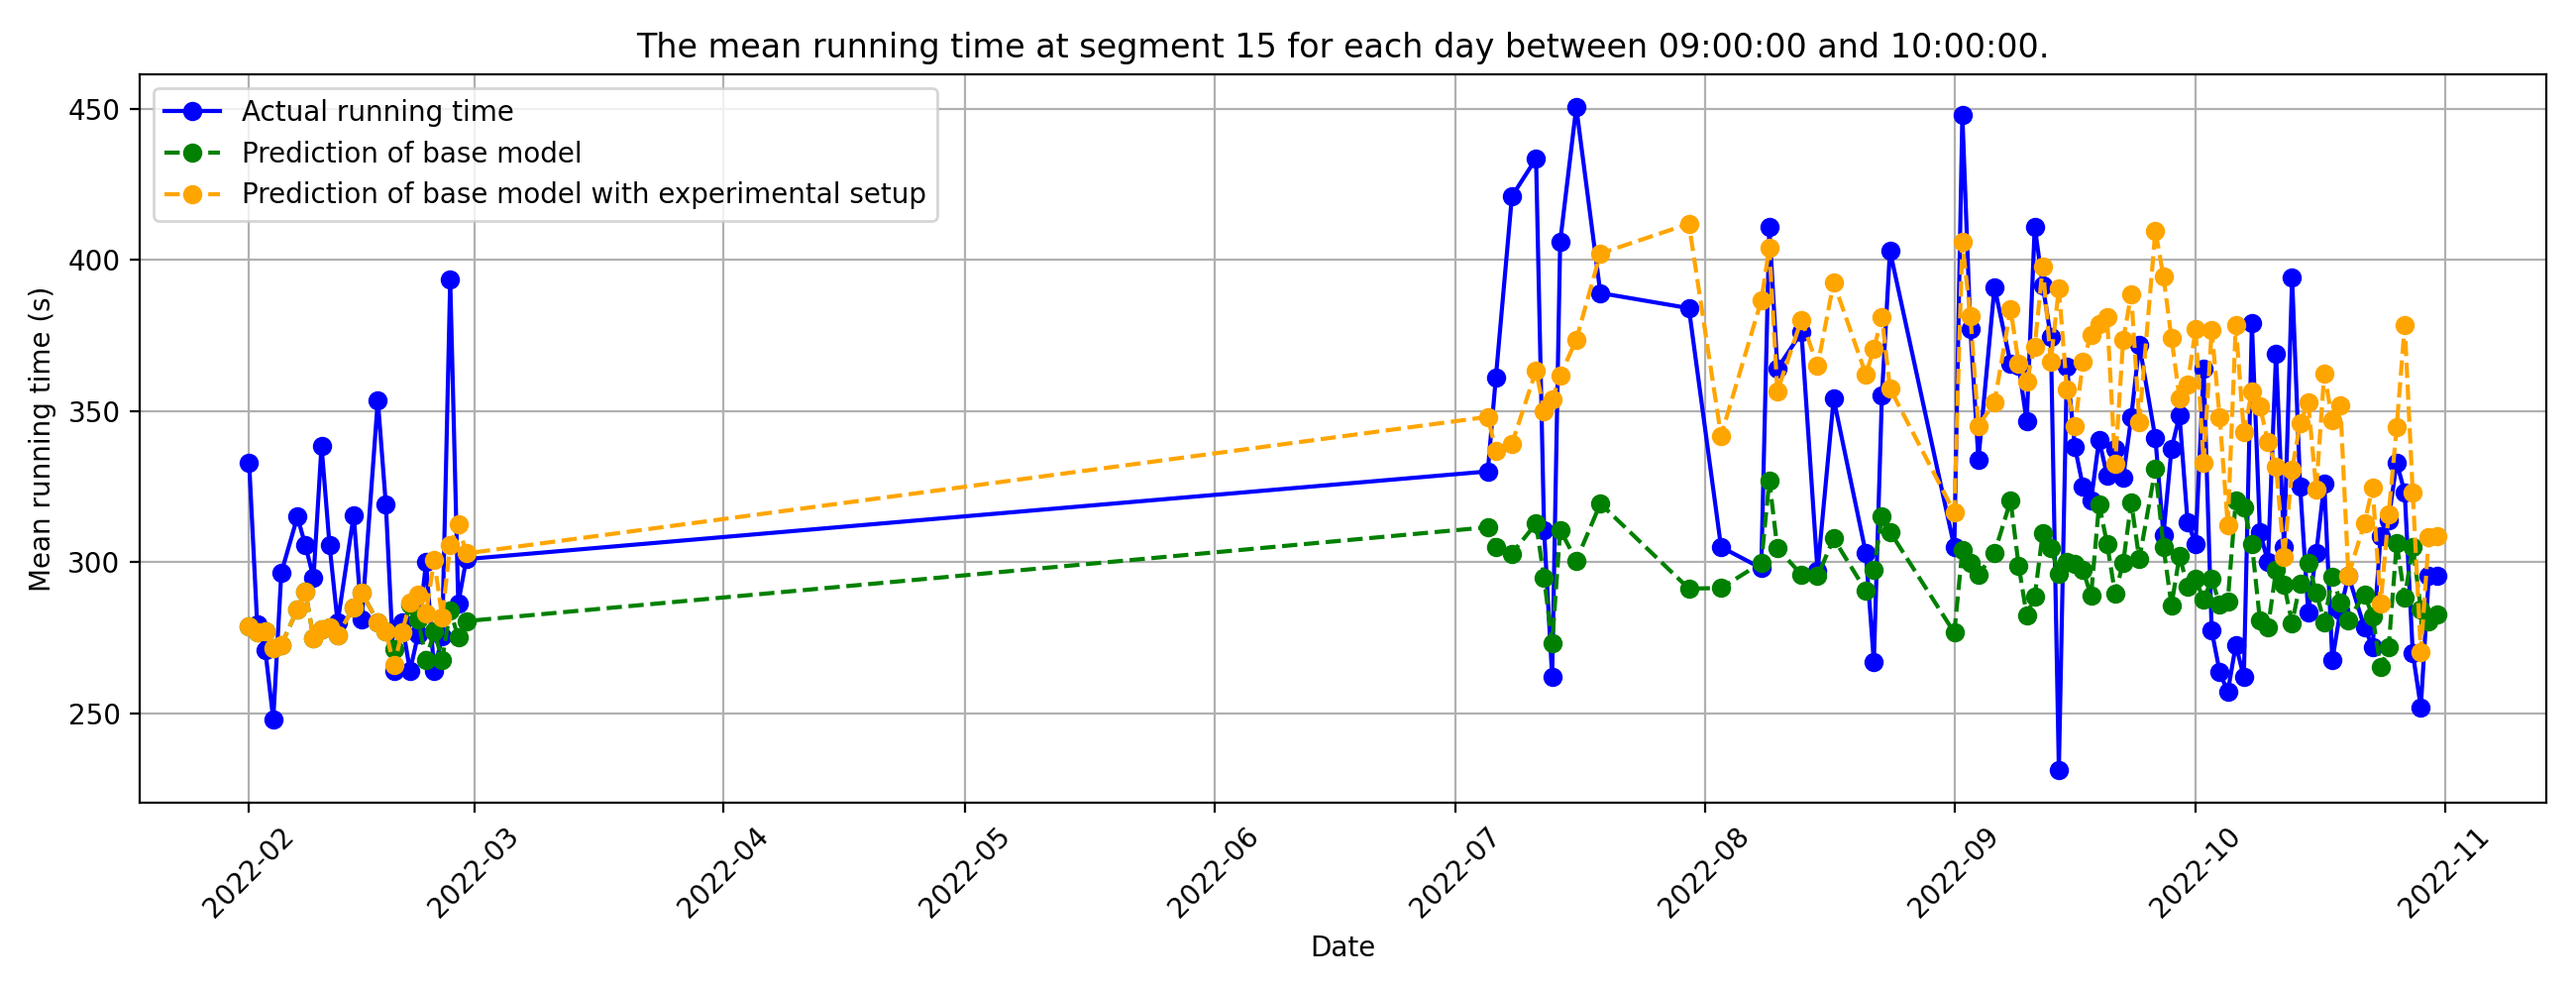 The mean running time at segment 15 for each day between 09:00:00 and 10:00:00.
Actual running time
Prediction of base model
Prediction of base model with experimental setup
Mean running time (s)
450
400
350
300
250
2022-02
2022-03
2022-04
2022-05
2022-06
2022-07
2022-08
2022-09
2022-10
2022-11
Date